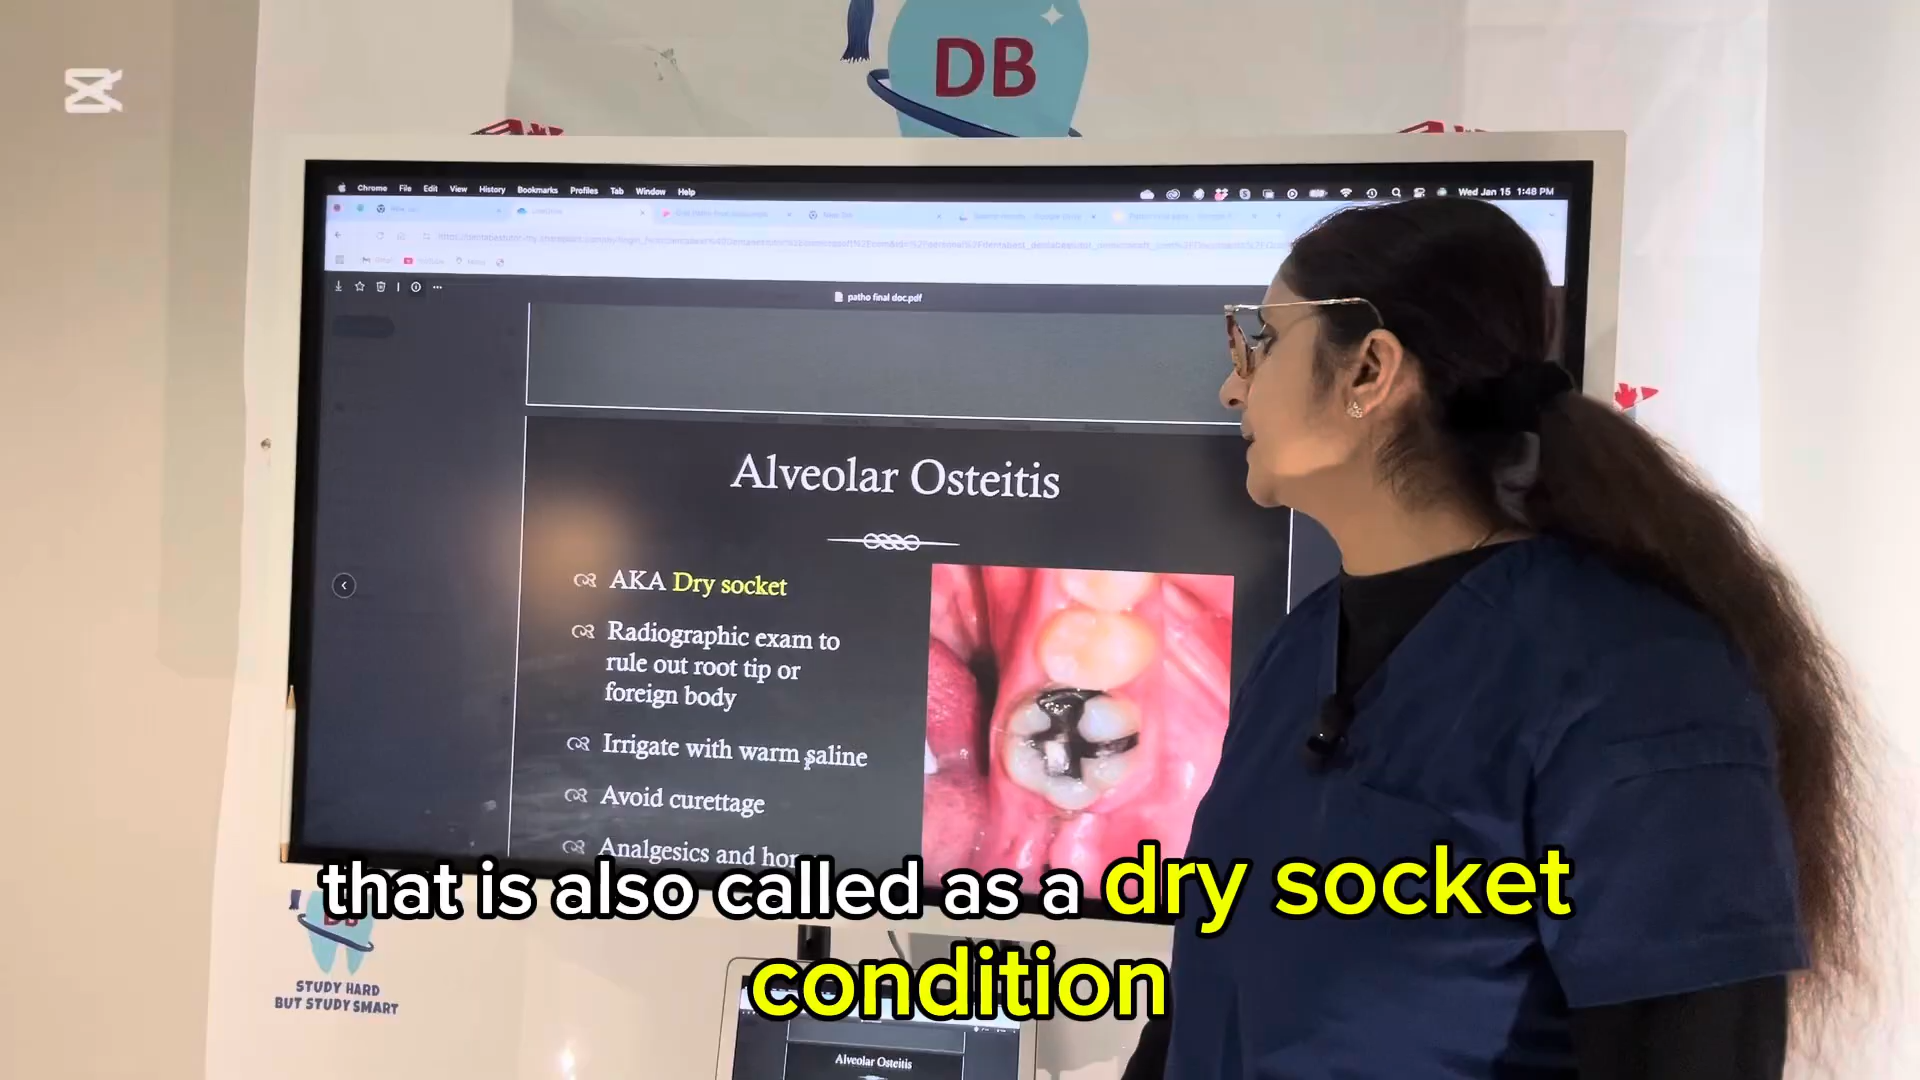 DB
Chrome File Edit View History Bookmarks Profiles Tab Window Help
Wed Jan 15 1:48 PM
patho final doc.pdf
Alveolar Osteitis
AKA Dry socket
Radiographic exam to
rule out root tip or
foreign body
Irrigate with warm saline
Avoid curettage
Analgesics and
that is also called as a dry socket
condition
DB
STUDY HARD
BUT STUDY SMART
Alveolar Osteitis